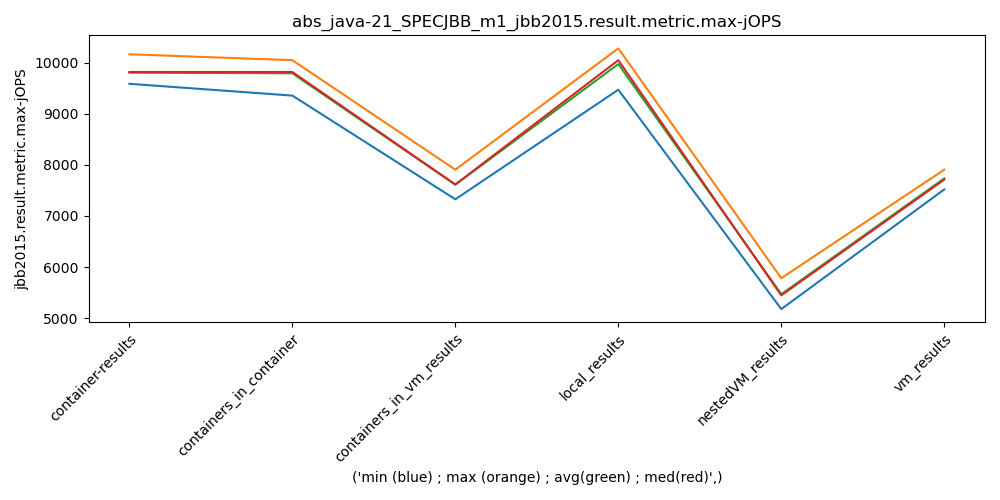 abs_java-21_SPECJBB_m1_jbb2015.result.metric.max-jOPS
jbb2015.result.metric.max-jOPS
10000
9000
8000
7000
6000
5000
container-results
containers_in_container
containers_in_vm_results
local_results
nestedVM_results
vm_results
('min (blue) ; max (orange) ; avg(green) ; med(red)',)